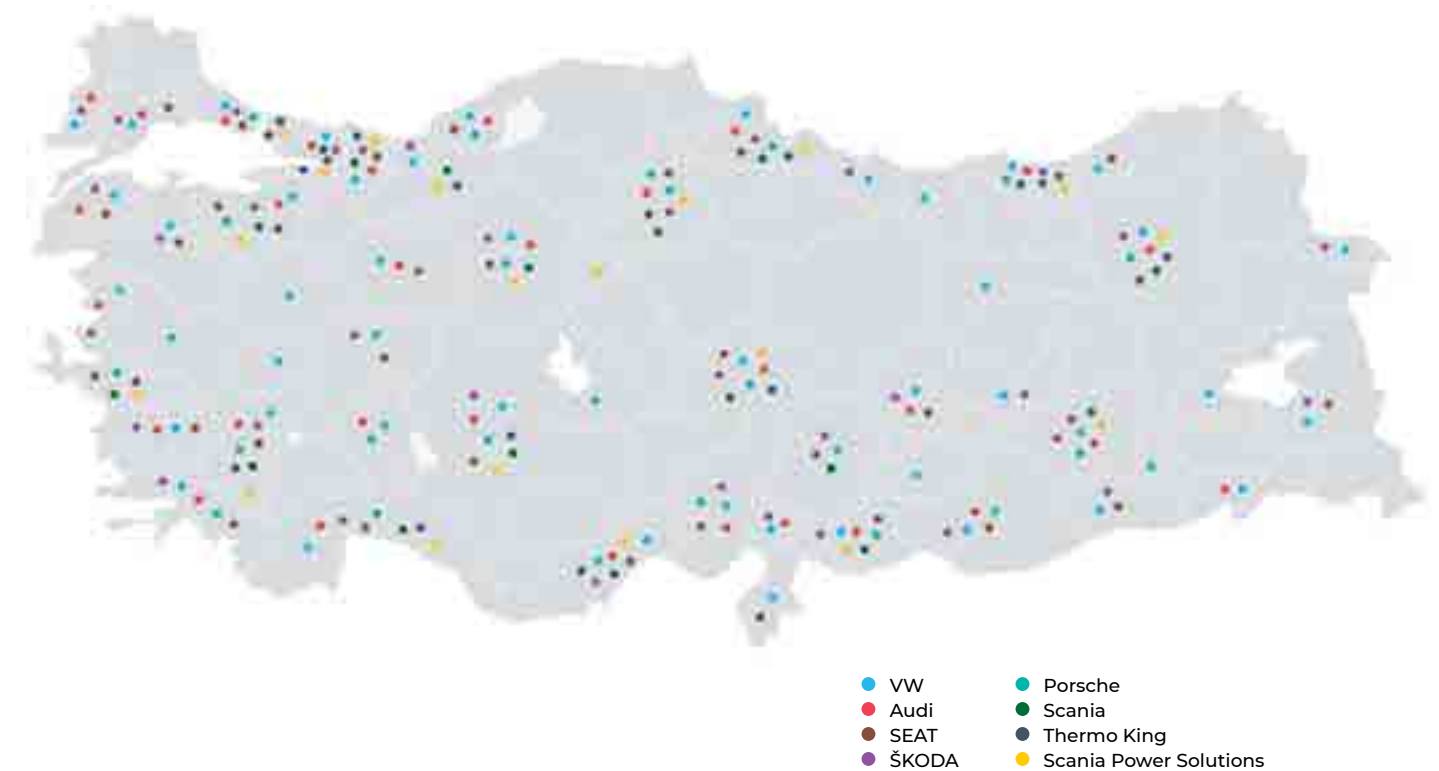 VW
Audi
SEAT
ŠKODA
Porsche
Scania
Thermo King
Scania Power Solutions